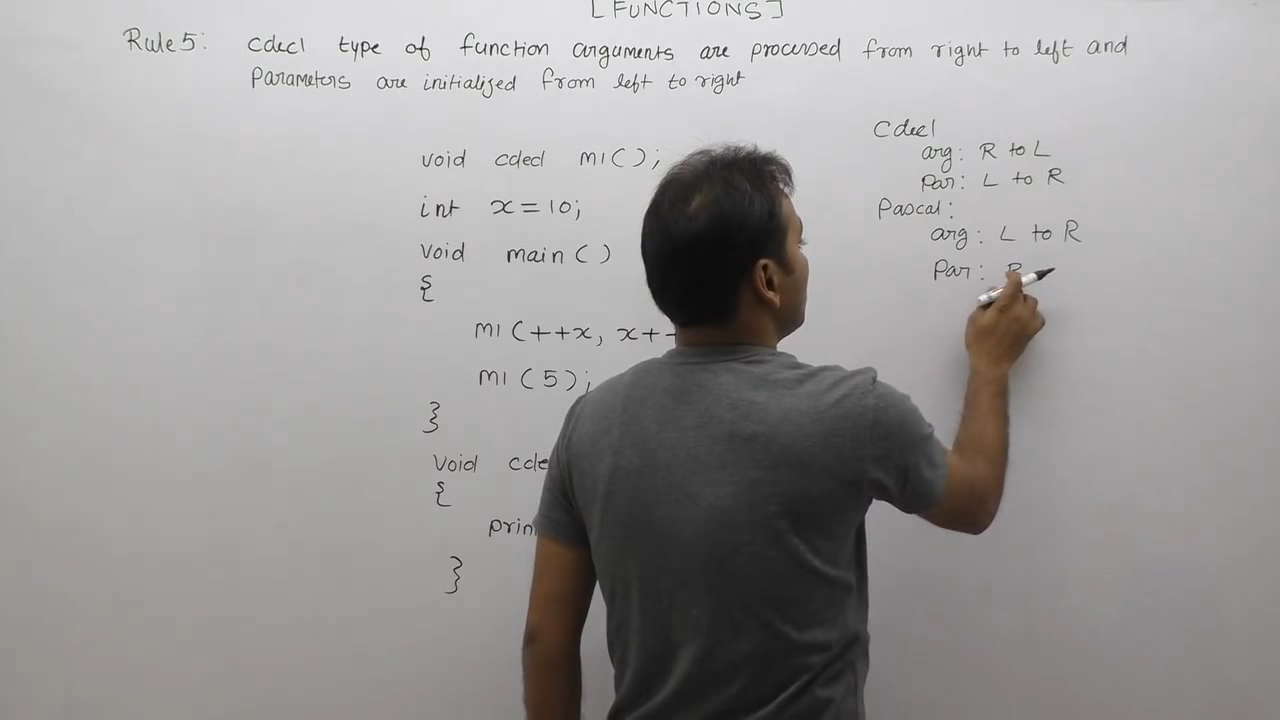 [FUNCTIONS]
Rule 5: cdecl type of function arguments are processed from right to left and
Parameters are initialized from left to right
Cdecl
arg: R to L
Par: L to R
Pascal:
arg: L to R
Par: R
void cdecl m1();
int x=10;
void main()
{
m1(++x, x+
m1(5);
}
void cde
{
prin
}